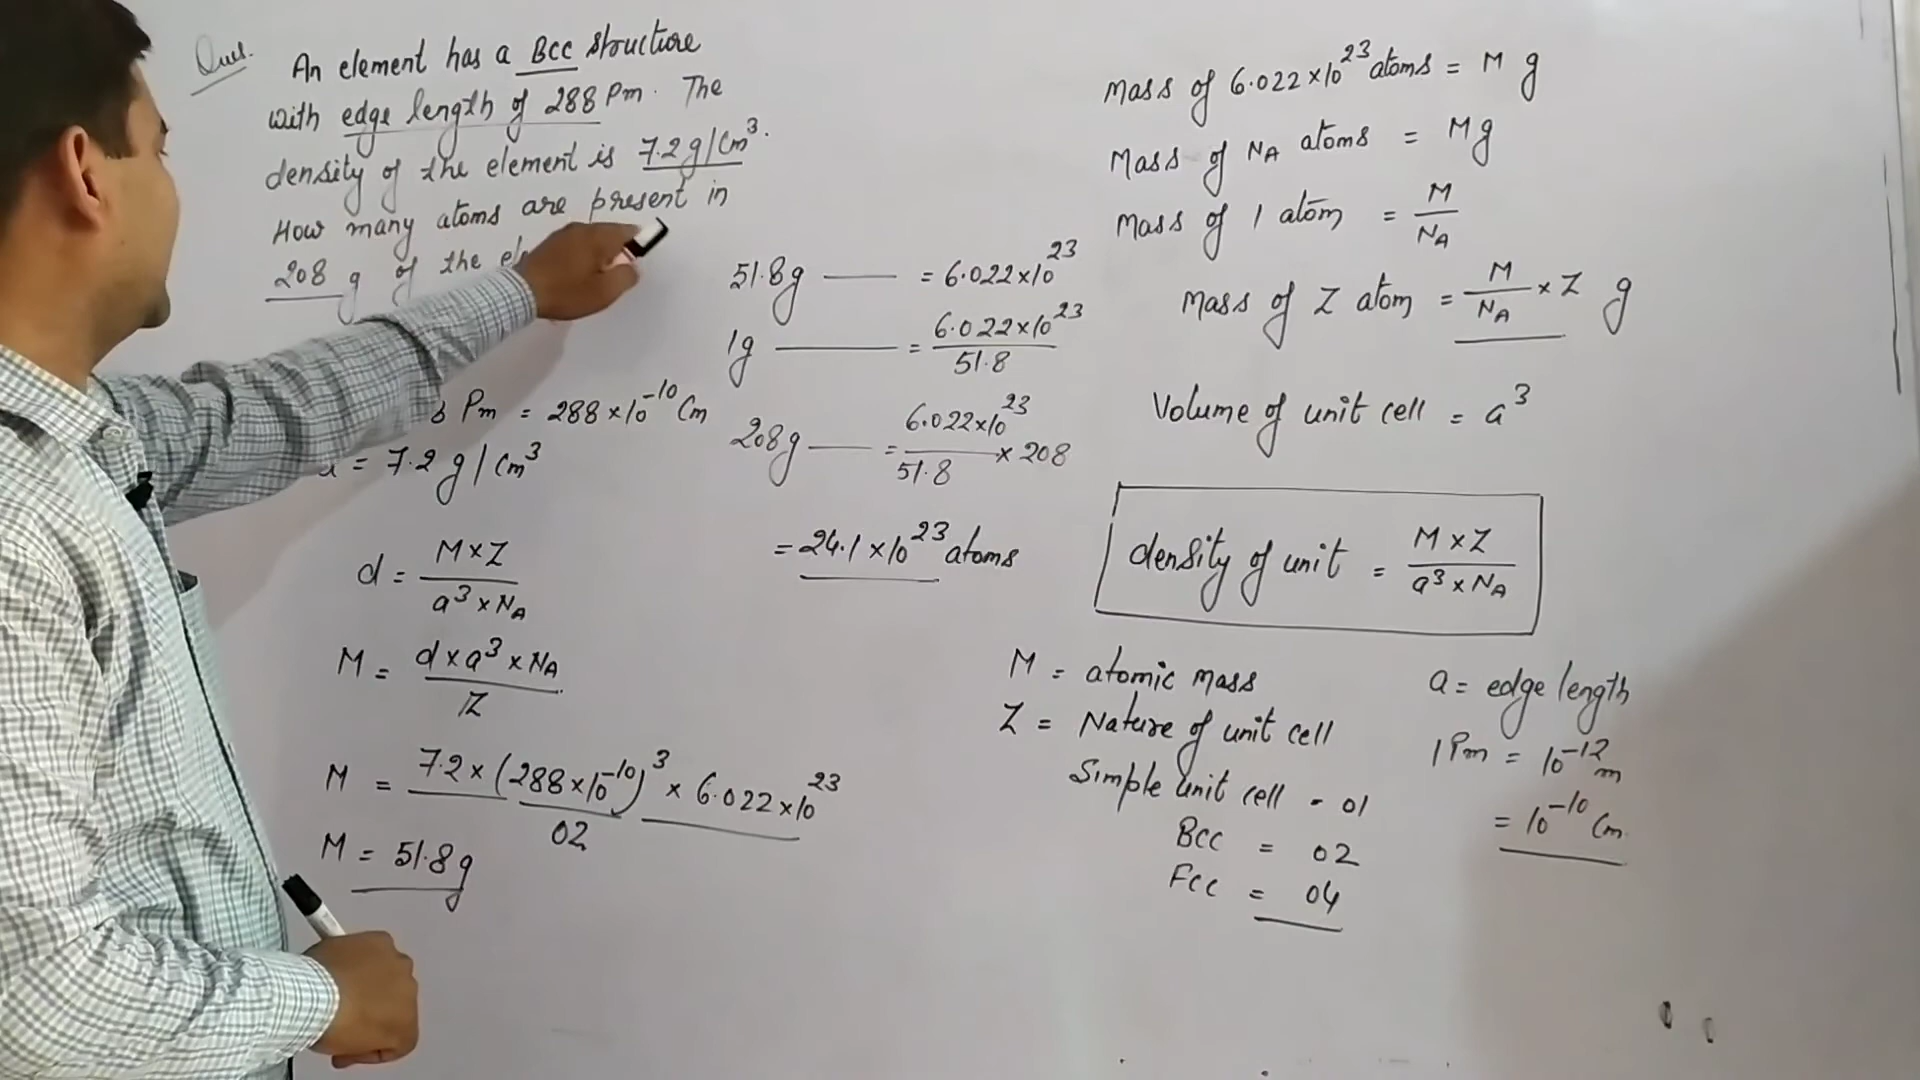 Ques.
An element has a BCC structure
with edge length of 288 Pm. The
density of the element is 7.2 g/cm³.
How many atoms are present in
208 g of the
Pm = 288×10⁻¹⁰ Cm
= 7.2 g/cm³
d = M×Z / a³×NA
M = d×a³×NA / Z
M = 7.2×(288×10⁻¹⁰)³ × 6.022×10²³ / 02
M = 51.8g
51.8g —— = 6.022×10²³
1g —— = 6.022×10²³ / 51.8
208g —— = 6.022×10²³ / 51.8 × 208
= 24.1×10²³ atoms
Mass of 6.022×10²³ atoms = M g
Mass of NA atoms = Mg
Mass of 1 atom = M / NA
Mass of Z atom = M / NA × Z g
Volume of unit cell = a³
density of unit = M×Z / a³×NA
M = atomic mass
Z = Nature of unit cell
Simple unit cell = 01
Bcc = 02
Fcc = 04
a = edge length
1 Pm = 10⁻¹² m
= 10⁻¹⁰ Cm